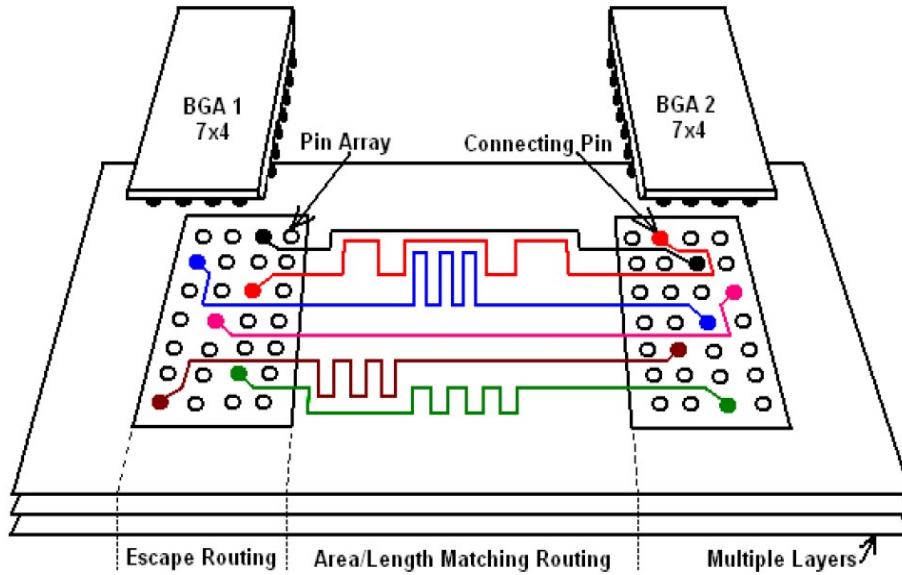 BGA 1
7x4
BGA 2
7x4
Pin Array
Connecting Pin
Escape Routing
Area/Length Matching Routing
Multiple Layers